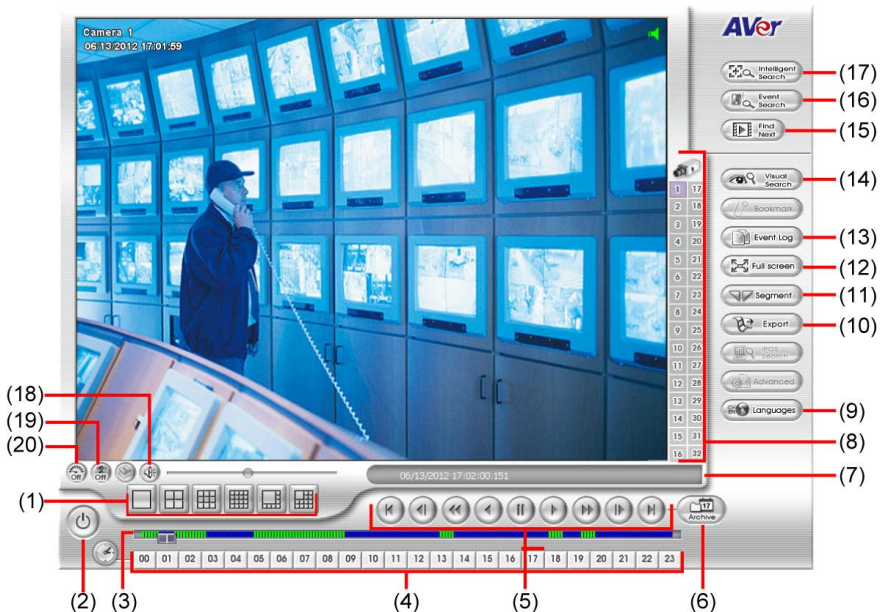 Camera 1
06/13/2012 17:01:59
AVer
Intelligent Search
(17)
Event Search
(16)
Find Next
(15)
Visual Search
(14)
Bookmark
Event Log
(13)
Full screen
(12)
Segment
(11)
Export
(10)
iPOS Search
Advanced
Languages
(9)
1 17
2 18
3 19
4 20
5 21
6 22
7 23
8 24
9 25
10 26
11 27
12 28
13 29
14 30
15 31
16 32
(8)
(18)
(19)
(20)
Off
Off
06/13/2012 17:02:00.151
(7)
(1)
17
Archive
00 01 02 03 04 05 06 07 08 09 10 11 12 13 14 15 16 17 18 19 20 21 22 23
(2)
(3)
(4)
(5)
(6)